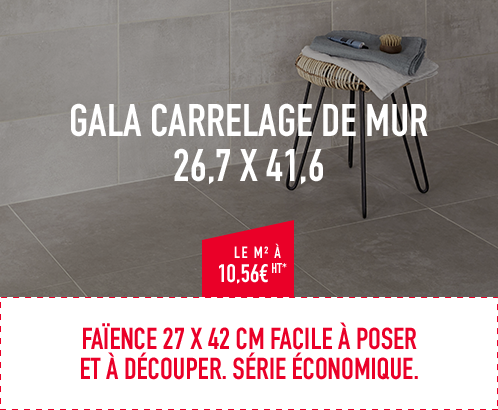 GALA CARRELAGE DE MUR
26,7 X 41,6
LE M² À
10,56€ HT*
FAÏENCE 27 X 42 CM FACILE À POSER
ET À DÉCOUPER. SÉRIE ÉCONOMIQUE.